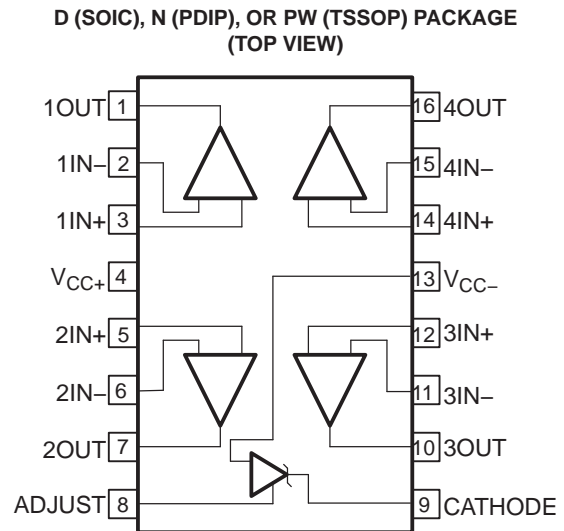 D (SOIC), N (PDIP), OR PW (TSSOP) PACKAGE
(TOP VIEW)
1OUT 1 16 4OUT
1IN− 2 15 4IN−
1IN+ 3 14 4IN+
VCC+ 4 13 VCC−
2IN+ 5 12 3IN+
2IN− 6 11 3IN−
2OUT 7 10 3OUT
ADJUST 8 9 CATHODE